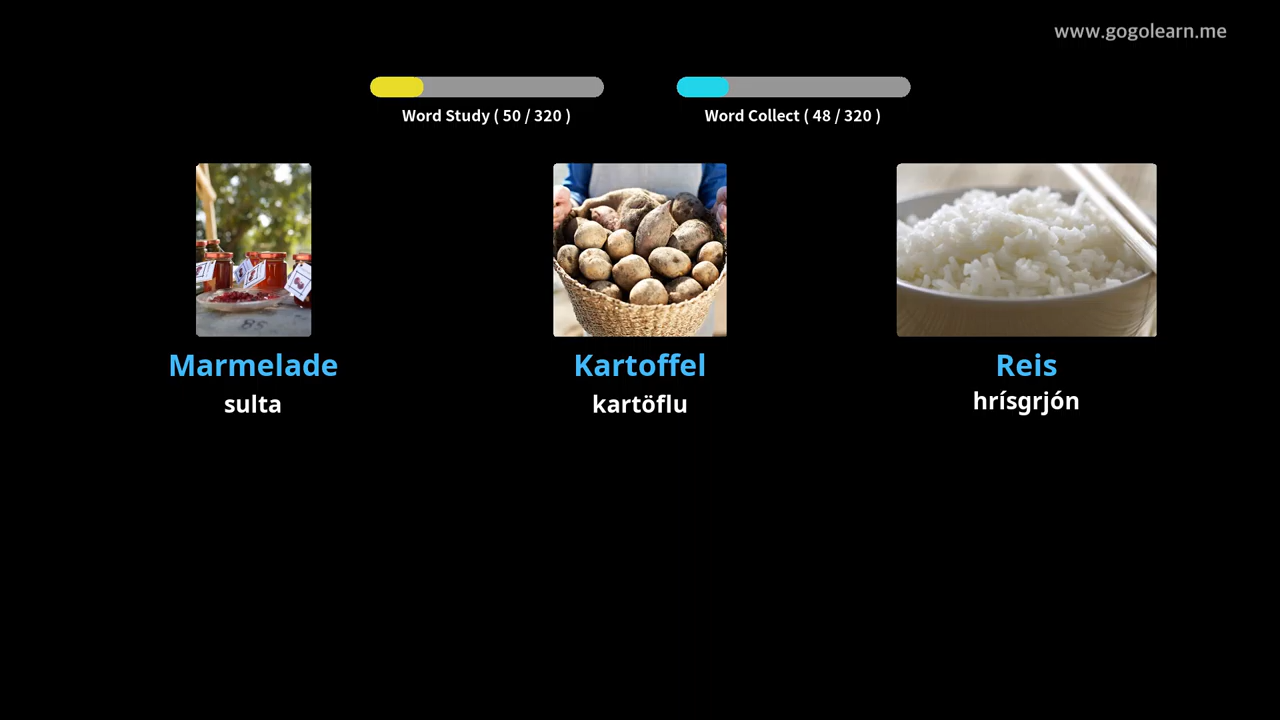 www.gogolearn.me
Word Study ( 50 / 320 )
Word Collect ( 48 / 320 )
Marmelade
Kartoffel
Reis
sulta
kartöflu
hrísgrjón